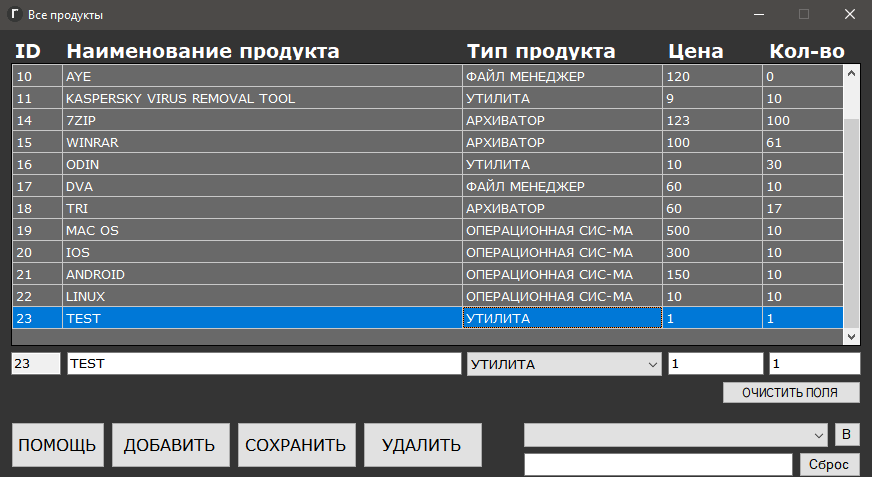 Г Все продукты
ID Наименование продукта Тип продукта Цена Кол-во
10 AYE ФАЙЛ МЕНЕДЖЕР 120 0
11 KASPERSKY VIRUS REMOVAL TOOL УТИЛИТА 9 10
14 7ZIP АРХИВАТОР 123 100
15 WINRAR АРХИВАТОР 100 61
16 ODIN УТИЛИТА 10 30
17 DVA ФАЙЛ МЕНЕДЖЕР 60 10
18 TRI АРХИВАТОР 60 17
19 MAC OS ОПЕРАЦИОННАЯ СИС-МА 500 10
20 IOS ОПЕРАЦИОННАЯ СИС-МА 300 10
21 ANDROID ОПЕРАЦИОННАЯ СИС-МА 150 10
22 LINUX ОПЕРАЦИОННАЯ СИС-МА 10 10
23 TEST УТИЛИТА 1 1
23 TEST УТИЛИТА 1 1
ОЧИСТИТЬ ПОЛЯ
ПОМОЩЬ ДОБАВИТЬ СОХРАНИТЬ УДАЛИТЬ
В
Сброс